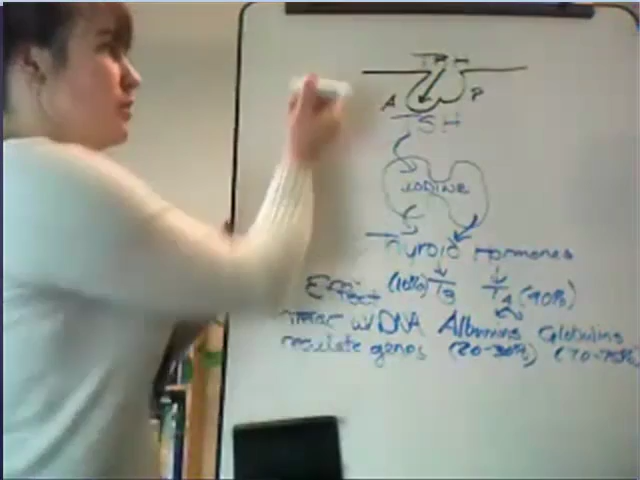 TRH
A P
TSH
IODINE
Thyroid Hormones
Effect (10%) T3 T4 (90%)
interac w/DNA Albumins Globulins
regulate genes (20-30%) (70-75%)